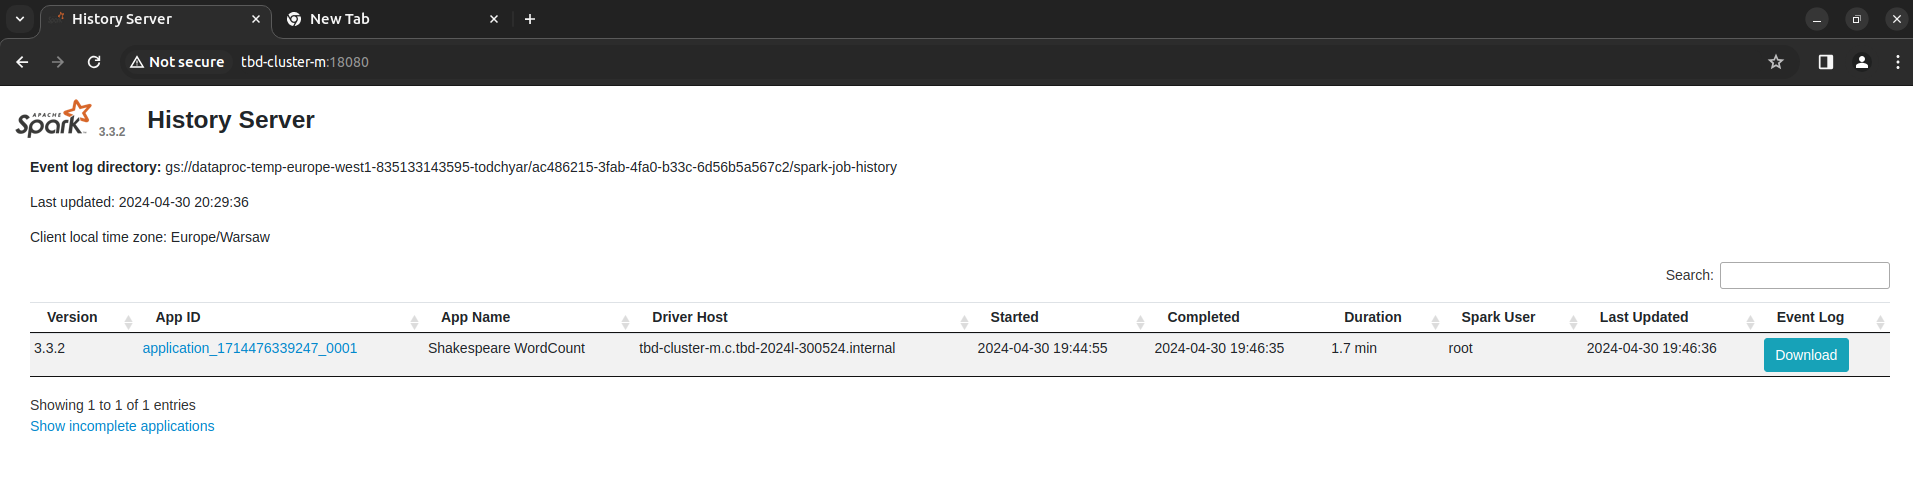 History Server
New Tab
Not secure tbd-cluster-m:18080
APACHE
Spark 3.3.2 History Server
Event log directory: gs://dataproc-temp-europe-west1-835133143595-todchyar/ac486215-3fab-4fa0-b33c-6d56b5a567c2/spark-job-history
Last updated: 2024-04-30 20:29:36
Client local time zone: Europe/Warsaw
Search:
Version App ID App Name Driver Host Started Completed Duration Spark User Last Updated Event Log
3.3.2 application_1714476339247_0001 Shakespeare WordCount tbd-cluster-m.c.tbd-2024l-300524.internal 2024-04-30 19:44:55 2024-04-30 19:46:35 1.7 min root 2024-04-30 19:46:36 Download
Showing 1 to 1 of 1 entries
Show incomplete applications